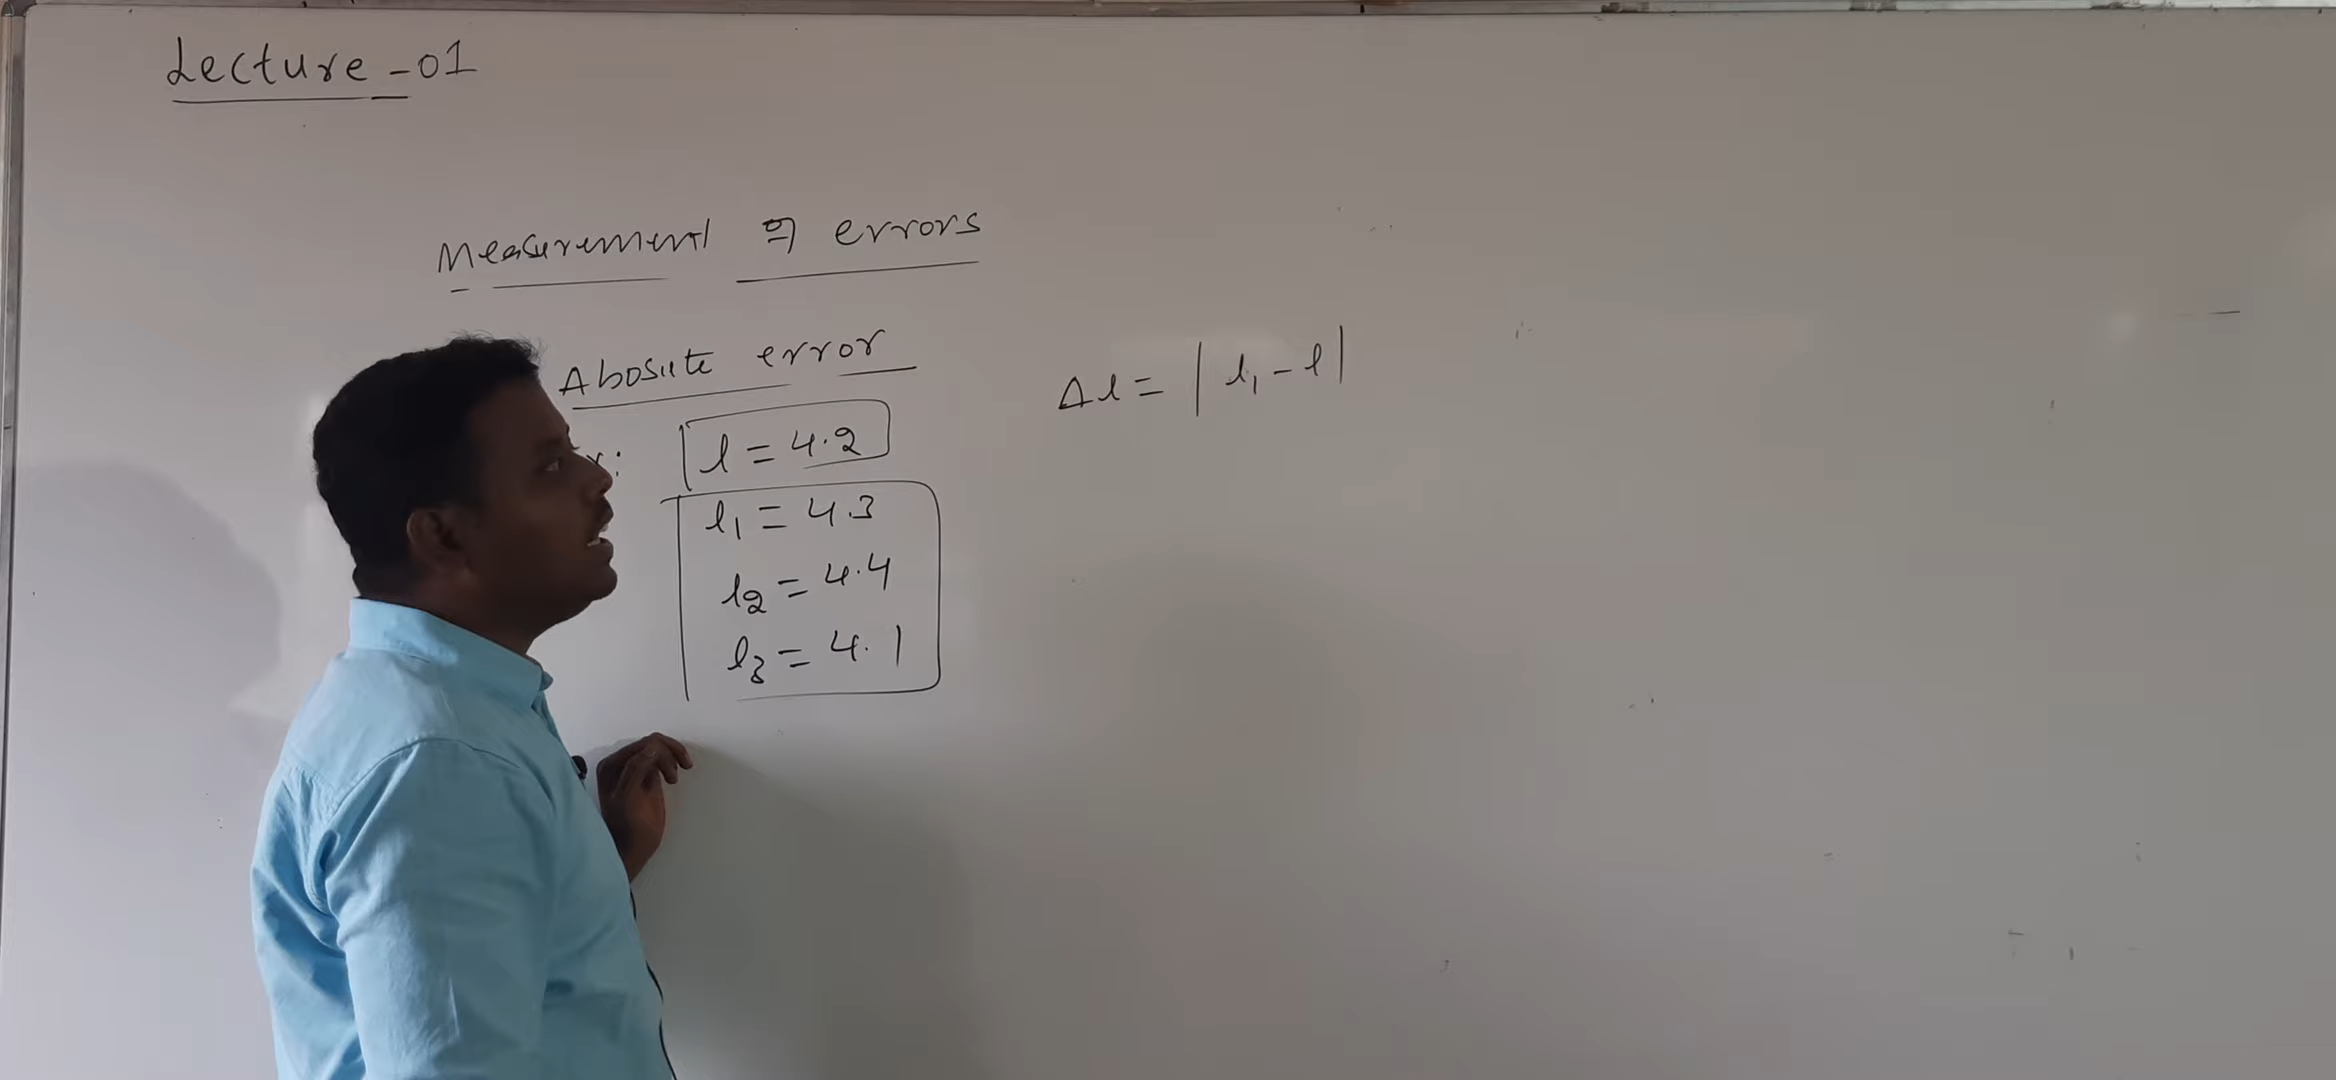 Lecture - 01
Measurement of errors
Abosute error
x: l = 4.2
l1 = 4.3
l2 = 4.4
l3 = 4.1
Δl = | l1 - l |